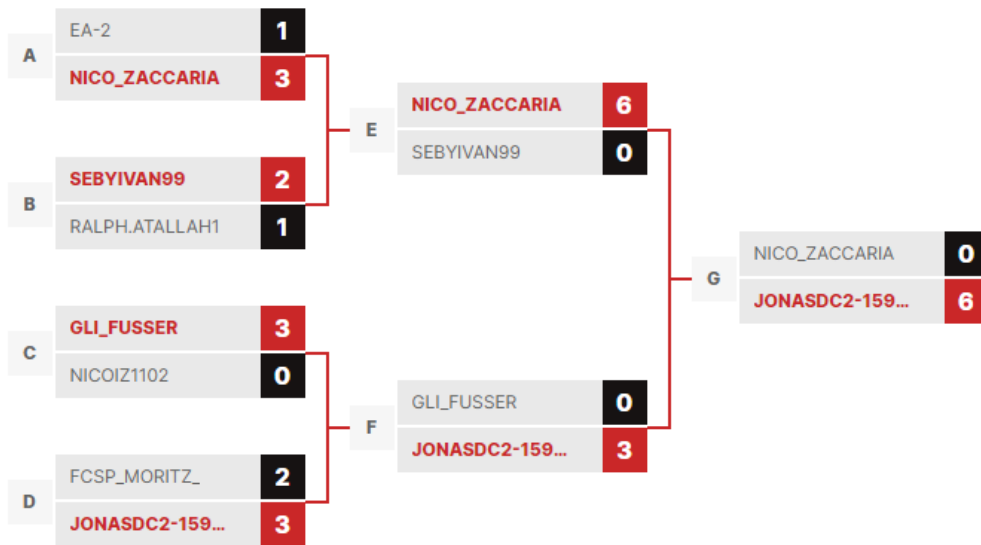 A
EA-2 1
NICO_ZACCARIA 3
B
SEBYIVAN99 2
RALPH.ATALLAH1 1
C
GLI_FUSSER 3
NICOIZ1102 0
D
FCSP_MORITZ_ 2
JONASDC2-159... 3
E
NICO_ZACCARIA 6
SEBYIVAN99 0
F
GLI_FUSSER 0
JONASDC2-159... 3
G
NICO_ZACCARIA 0
JONASDC2-159... 6